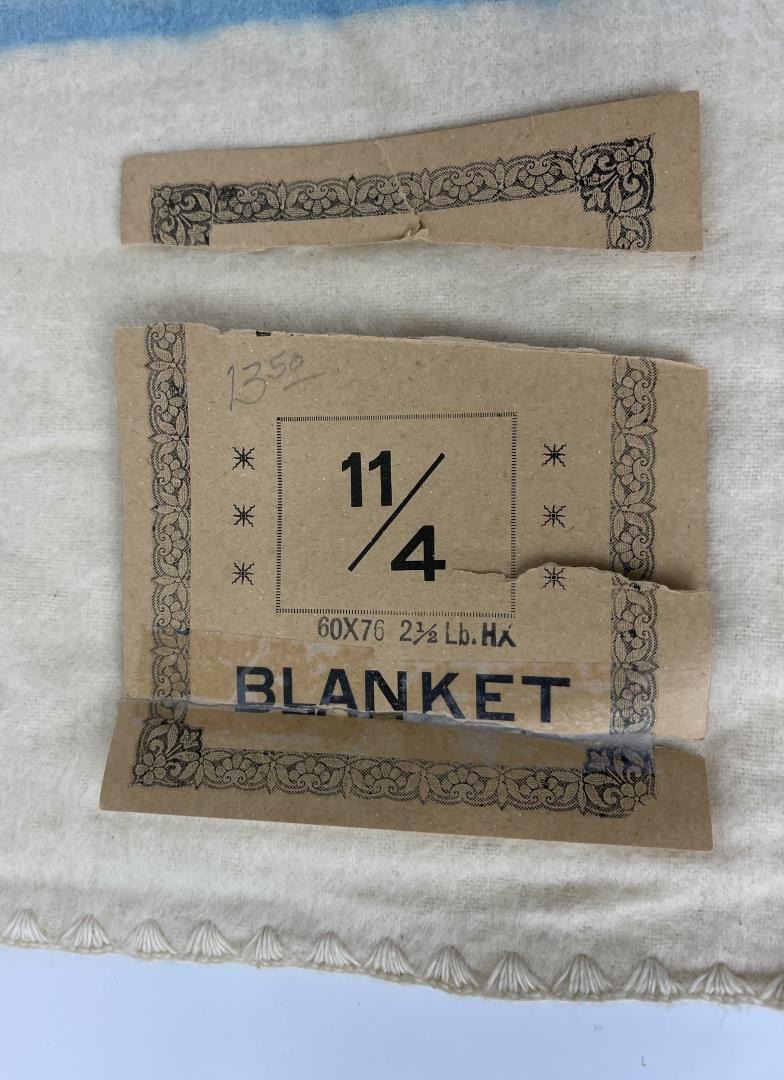 13.50
11/4
60X76 2½ Lb. HX
BLANKET